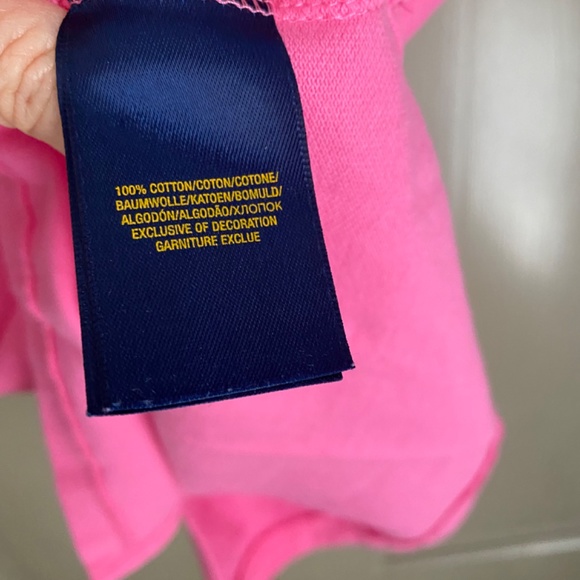 100% COTTON/COTON/COTONE/
BAUMWOLLE/KATOEN/BOMULD/
ALGODÓN/ALGODÃO/ХЛОПОК
EXCLUSIVE OF DECORATION
GARNITURE EXCLUE